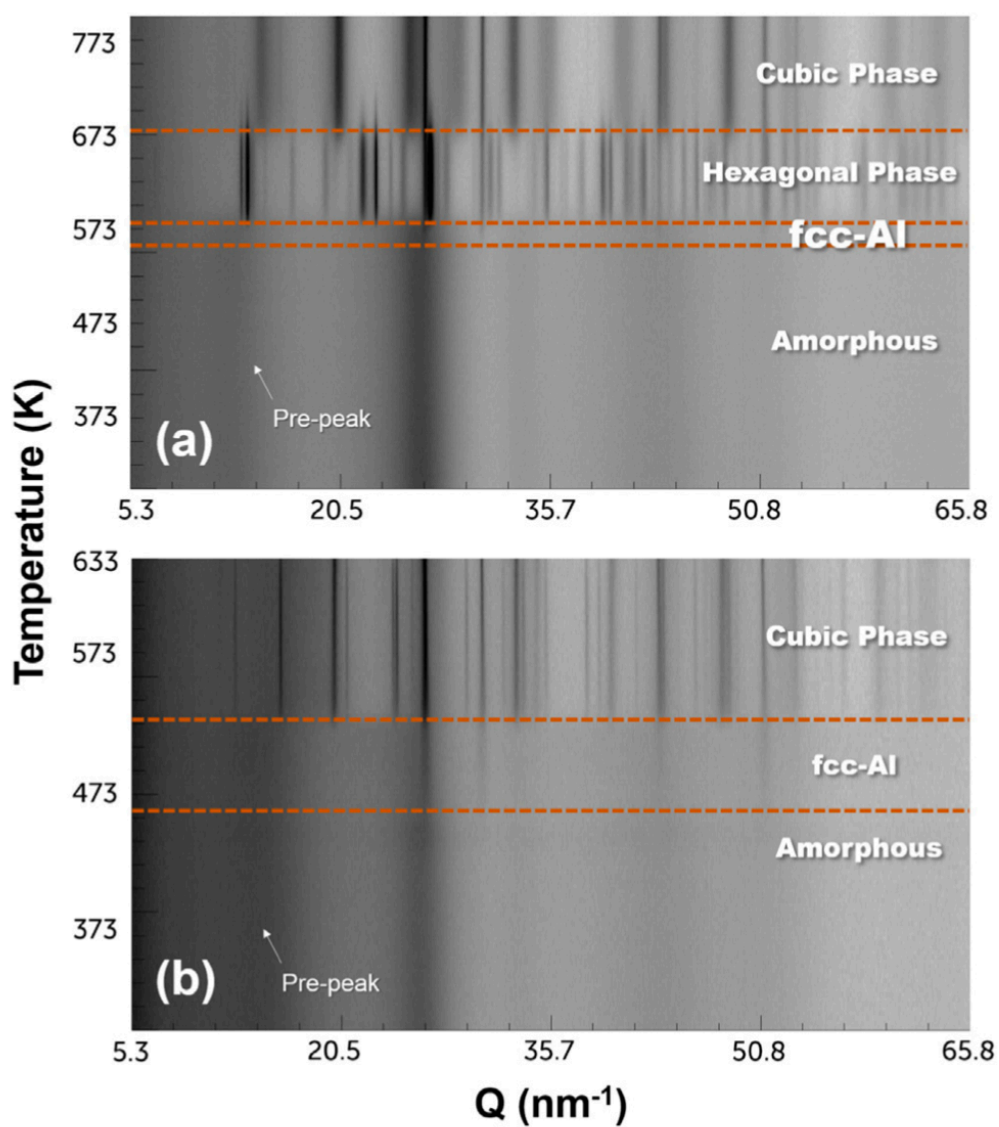 773
Cubic Phase
673
Hexagonal Phase
573
fcc-Al
473
Amorphous
373
Pre-peak
(a)
5.3 20.5 35.7 50.8 65.8
Temperature (K)
633
Cubic Phase
573
fcc-Al
473
Amorphous
373
Pre-peak
(b)
5.3 20.5 35.7 50.8 65.8
Q (nm⁻¹)